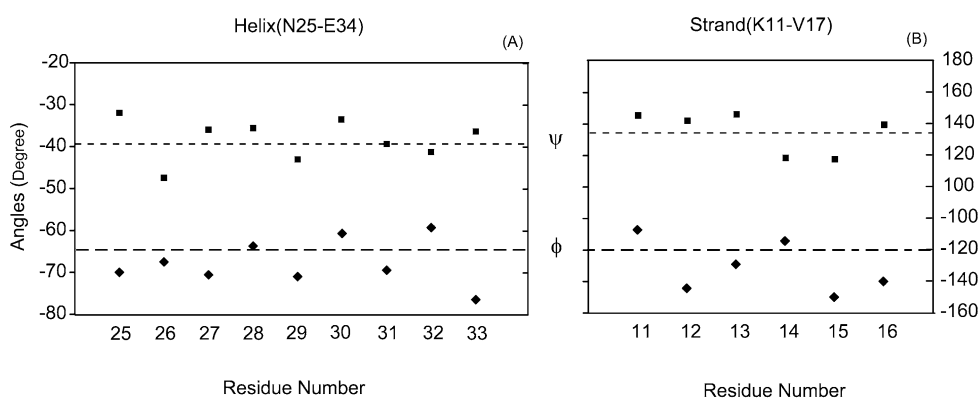 Helix(N25-E34)
(A)
Angles (Degree)
-20
-30
-40
-50
-60
-70
-80
25 26 27 28 29 30 31 32 33
Residue Number
Strand(K11-V17)
(B)
ψ
ϕ
180
160
140
120
100
-100
-120
-140
-160
11 12 13 14 15 16
Residue Number